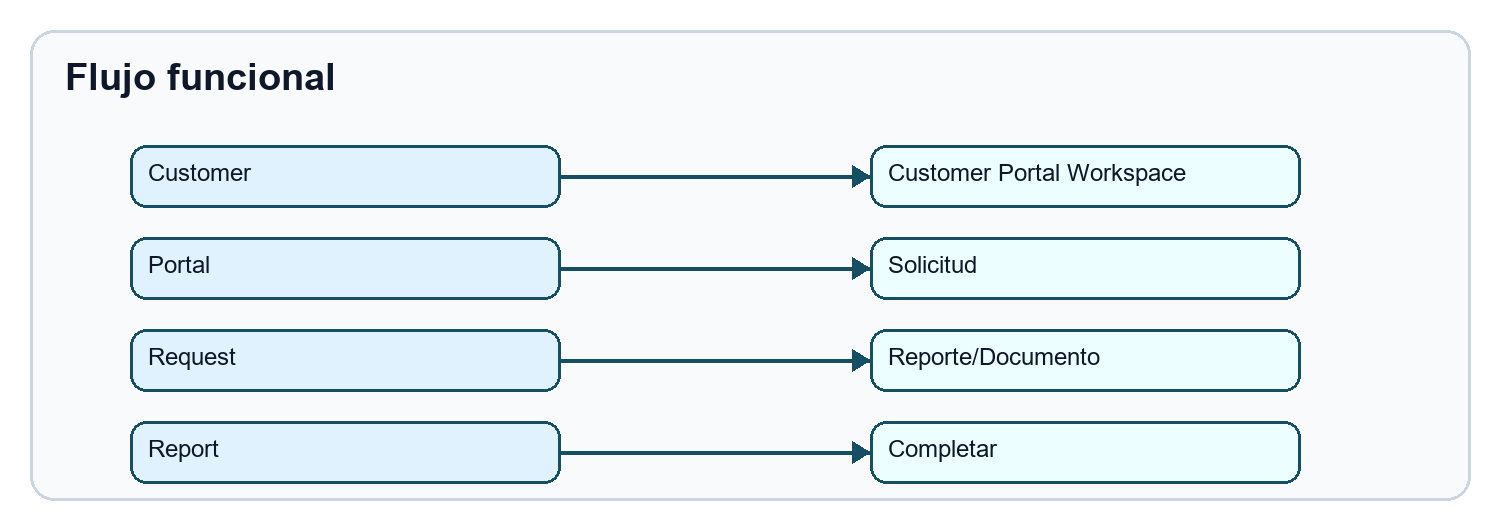 Flujo funcional
Customer
Customer Portal Workspace
Portal
Solicitud
Request
Reporte/Documento
Report
Completar